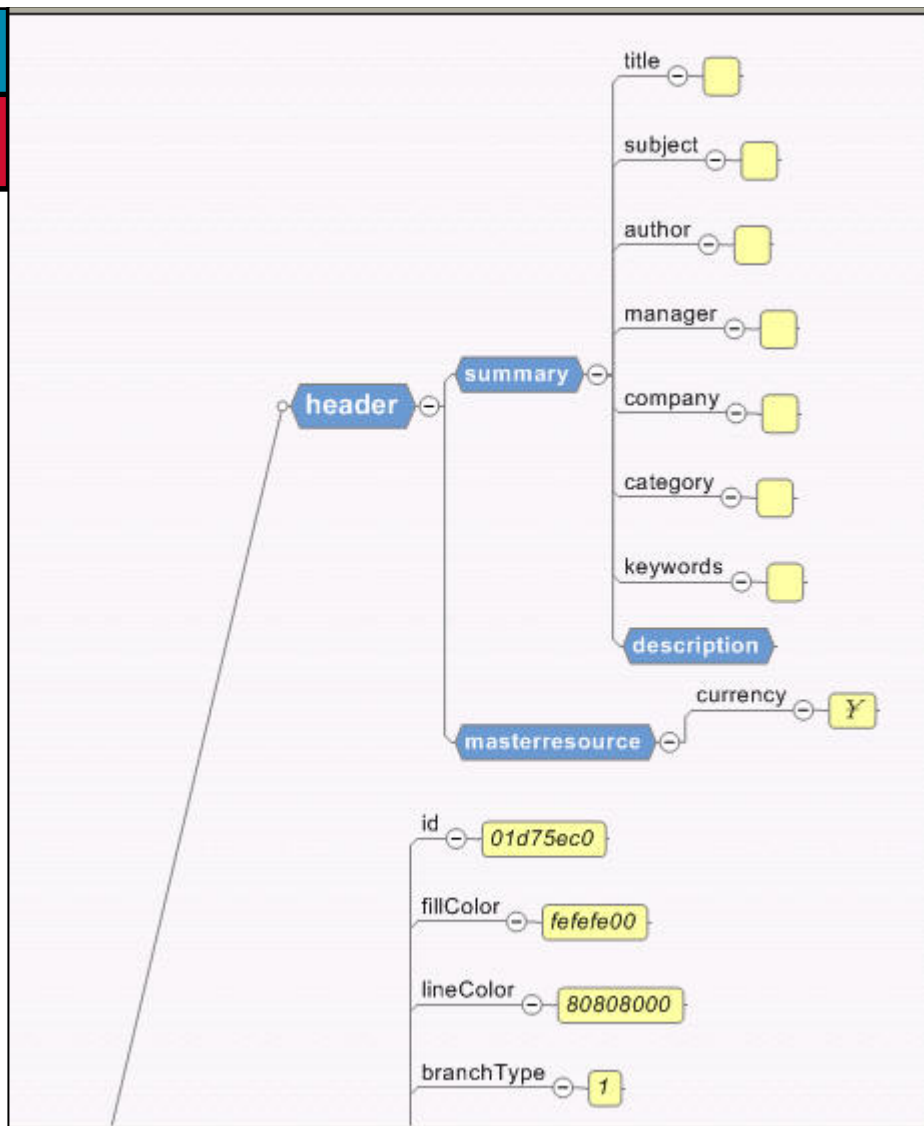 title
subject
author
manager
header
summary
company
category
keywords
description
currency
¥
masterresource
id
01d75ec0
fillColor
fefefe00
lineColor
80808000
branchType
1